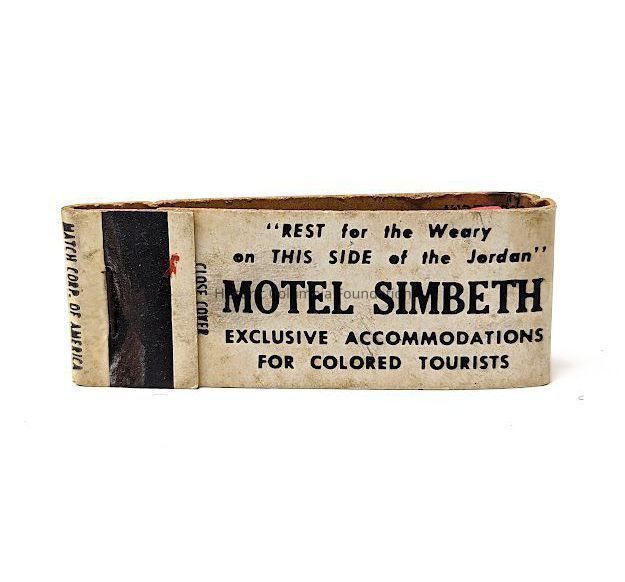 "REST for the Weary
on THIS SIDE of the Jordan"
MOTEL SIMBETH
EXCLUSIVE ACCOMMODATIONS
FOR COLORED TOURISTS
CLOSE COVER
MATCH CORP. OF AMERICA